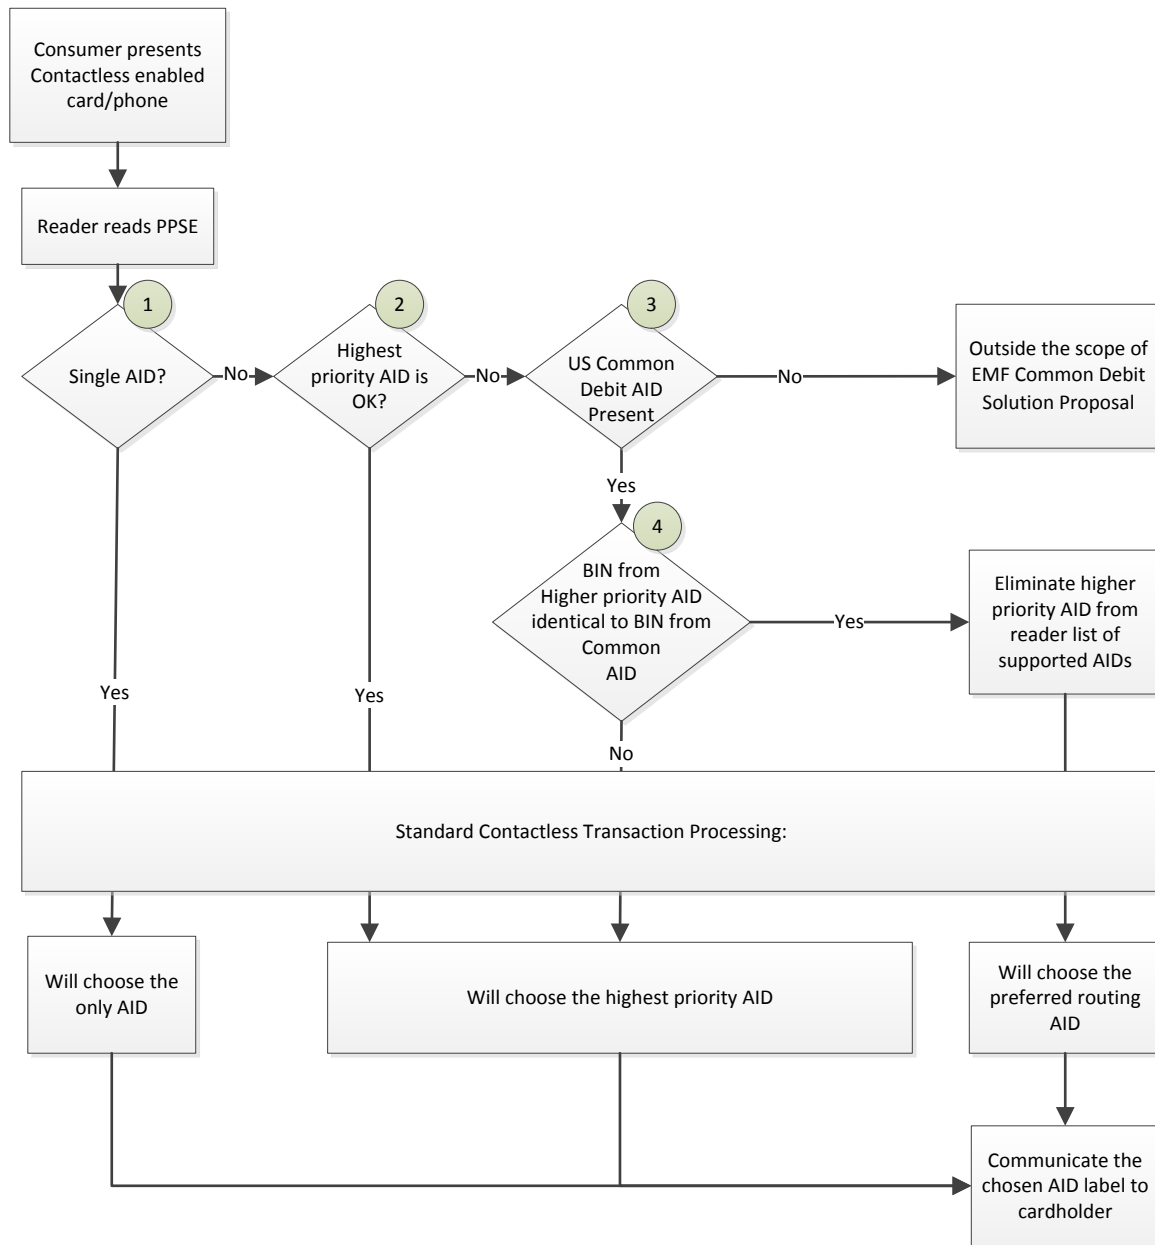 Consumer presents
Contactless enabled
card/phone
Reader reads PPSE
1
Single AID?
No
2
Highest
priority AID is
OK?
No
3
US Common
Debit AID
Present
No
Outside the scope of
EMF Common Debit
Solution Proposal
Yes
4
BIN from
Higher priority AID
identical to BIN from
Common
AID
Yes
Eliminate higher
priority AID from
reader list of
supported AIDs
Yes
Yes
No
Standard Contactless Transaction Processing:
Will choose the
only AID
Will choose the highest priority AID
Will choose the
preferred routing
AID
Communicate the
chosen AID label to
cardholder